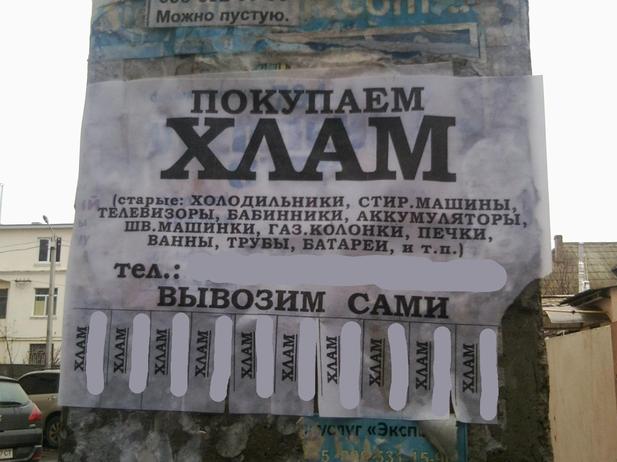 Можно пустую.
ПОКУПАЕМ
ХЛАМ
(старые: ХОЛОДИЛЬНИКИ, СТИР.МАШИНЫ,
ТЕЛЕВИЗОРЫ, БАБИННИКИ, АККУМУЛЯТОРЫ,
ШВ.МАШИНКИ, ГАЗ.КОЛОНКИ, ПЕЧКИ,
ВАННЫ, ТРУБЫ, БАТАРЕИ, и т.п.)
тел.:
ВЫВОЗИМ САМИ
ХЛАМ ХЛАМ ХЛАМ ХЛАМ ХЛАМ ХЛАМ ХЛАМ ХЛАМ ХЛАМ ХЛАМ
услуг